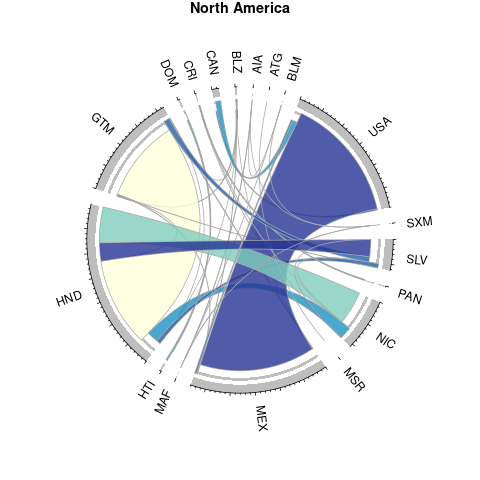 North America
DOM
CRI
CAN
BLZ
AIA
ATG
BLM
USA
SXM
SLV
PAN
NIC
MSR
MEX
MAF
HTI
HND
GTM